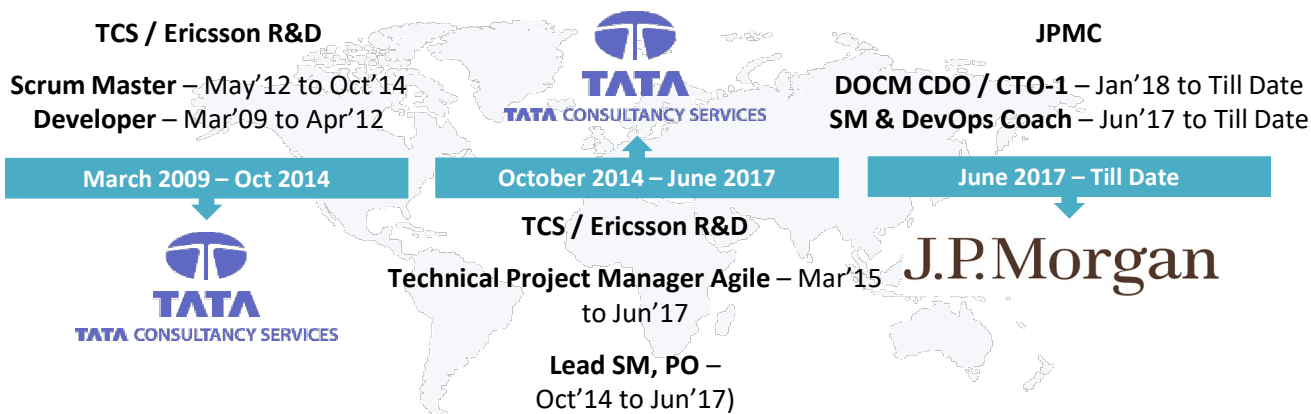 TCS / Ericsson R&D
Scrum Master – May'12 to Oct'14
Developer – Mar'09 to Apr'12
March 2009 – Oct 2014
TATA
TATA CONSULTANCY SERVICES
TATA
TATA CONSULTANCY SERVICES
October 2014 – June 2017
TCS / Ericsson R&D
Technical Project Manager Agile – Mar'15
to Jun'17
Lead SM, PO –
Oct'14 to Jun'17)
JPMC
DOCM CDO / CTO-1 – Jan'18 to Till Date
SM & DevOps Coach – Jun'17 to Till Date
June 2017 – Till Date
J.P.Morgan